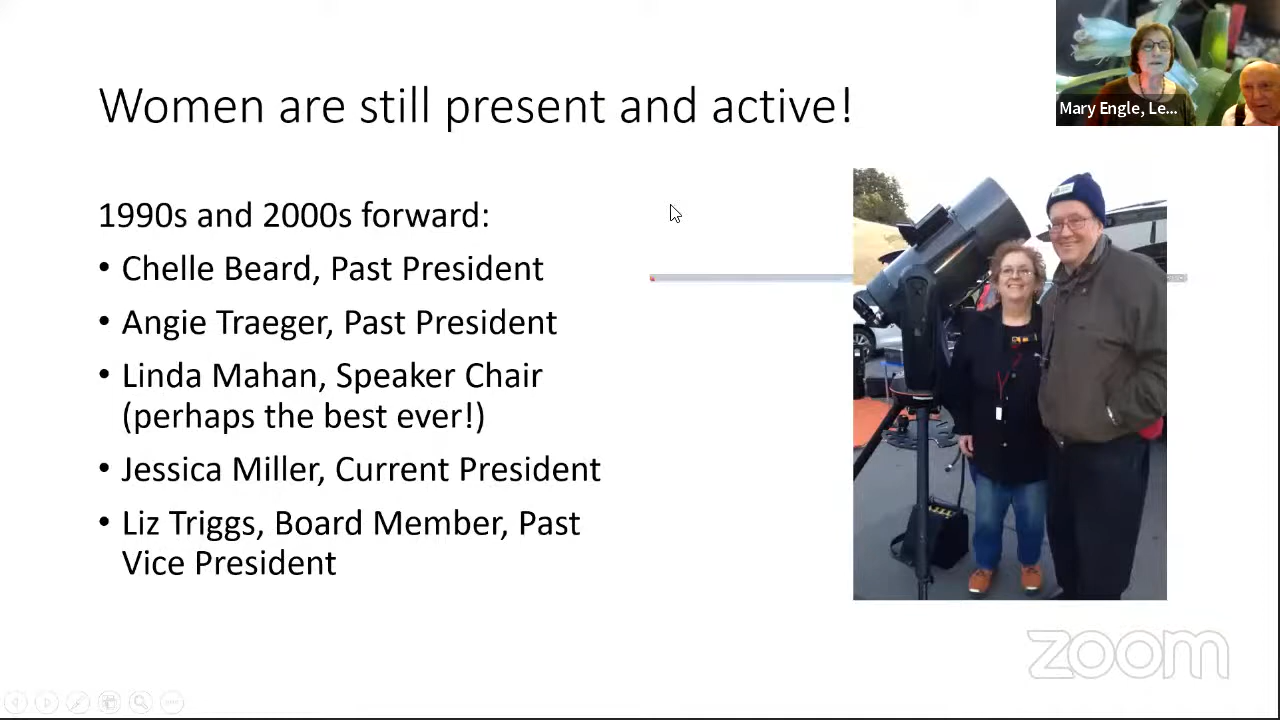 Women are still present and active!
Mary Engle, Le...
1990s and 2000s forward:
• Chelle Beard, Past President
• Angie Traeger, Past President
• Linda Mahan, Speaker Chair
(perhaps the best ever!)
• Jessica Miller, Current President
• Liz Triggs, Board Member, Past
Vice President
zoom